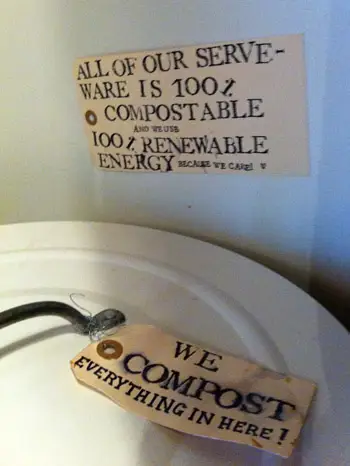 ALL OF OUR SERVE-
WARE IS 100%
COMPOSTABLE
AND WE USE
100% RENEWABLE
ENERGY BECAUSE WE CARE! ♥
WE
COMPOST
EVERYTHING IN HERE!